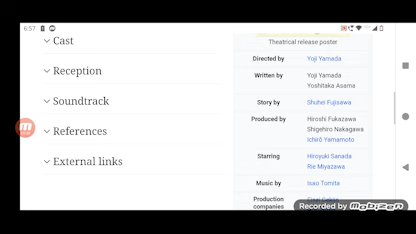 6:57
Cast
Reception
Soundtrack
References
External links
Theatrical release poster
Directed by Yoji Yamada
Written by Yoji Yamada
Yoshitaka Asama
Story by Shuhei Fujisawa
Produced by Hiroshi Fukazawa
Shigehiro Nakagawa
Ichirō Yamamoto
Starring Hiroyuki Sanada
Rie Miyazawa
Music by Isao Tomita
Production
companies
Recorded by Mobizen